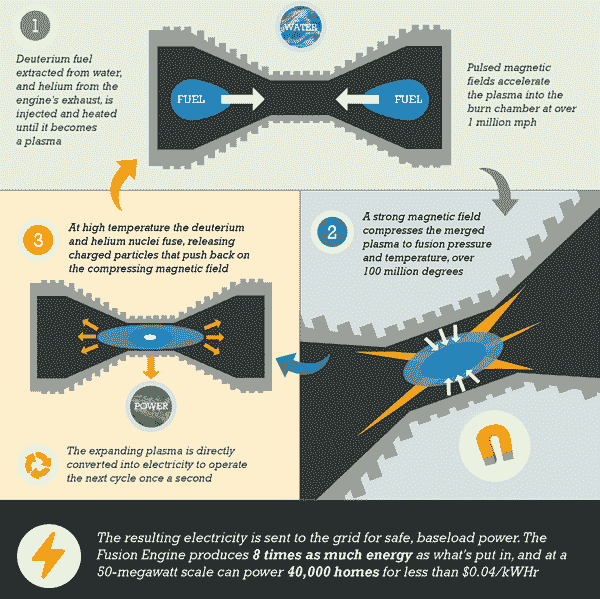 1
Deuterium fuel
extracted from water,
and helium from the
engine's exhaust, is
injected and heated
until it becomes
a plasma
WATER
FUEL
FUEL
Pulsed magnetic
fields accelerate
the plasma into the
burn chamber at over
1 million mph
2
A strong magnetic field
compresses the merged
plasma to fusion pressure
and temperature, over
100 million degrees
3
At high temperature the deuterium
and helium nuclei fuse, releasing
charged particles that push back on
the compressing magnetic field
POWER
The expanding plasma is directly
converted into electricity to operate
the next cycle once a second
The resulting electricity is sent to the grid for safe, baseload power. The
Fusion Engine produces 8 times as much energy as what's put in, and at a
50-megawatt scale can power 40,000 homes for less than $0.04/kWHr